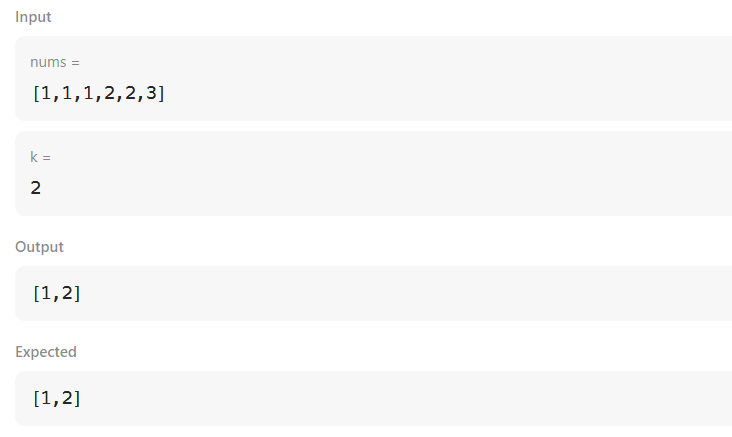 Input
nums =
[1,1,1,2,2,3]
k =
2
Output
[1,2]
Expected
[1,2]